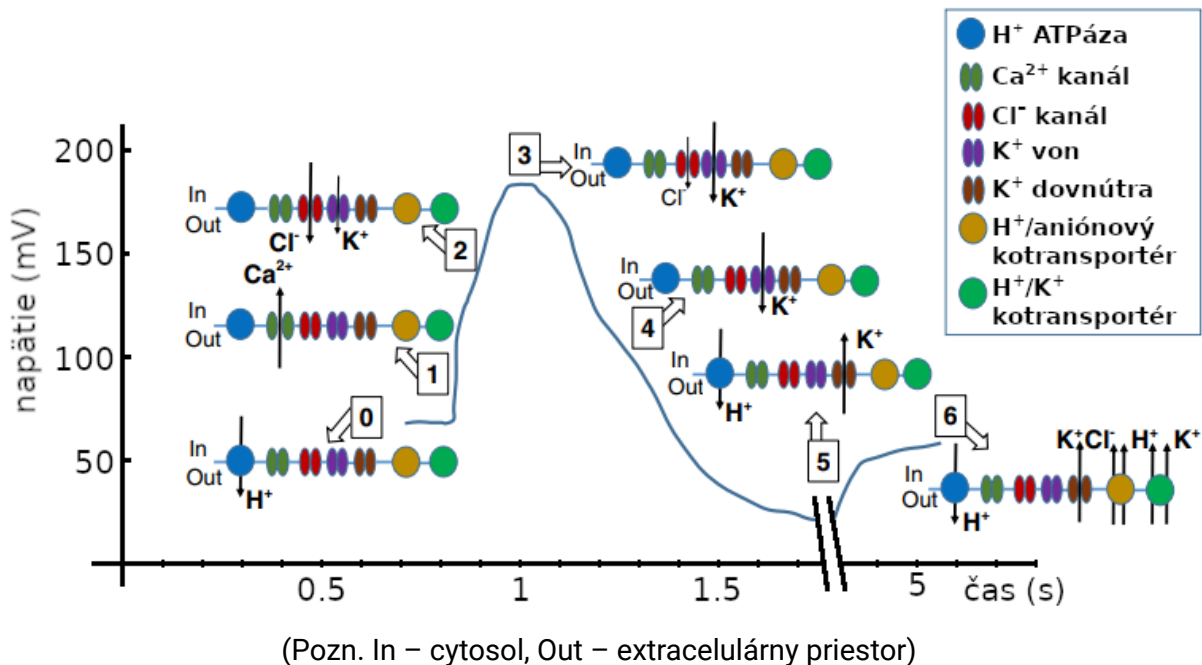 H⁺ ATPáza
Ca²⁺ kanál
Cl⁻ kanál
K⁺ von
K⁺ dovnútra
H⁺/aniónový
kotransportér
H⁺/K⁺
kotransportér
napätie (mV)
200
150
100
50
0.5
1
1.5
5
čas (s)
In
Out
Cl⁻
K⁺
2
Ca²⁺
In
Out
1
0
In
Out
H⁺
3
In
Out
Cl⁻
K⁺
In
Out
K⁺
4
K⁺
In
Out
H⁺
5
6
K⁺Cl⁻ H⁺ K⁺
In
Out
H⁺
(Pozn. In – cytosol, Out – extracelulárny priestor)